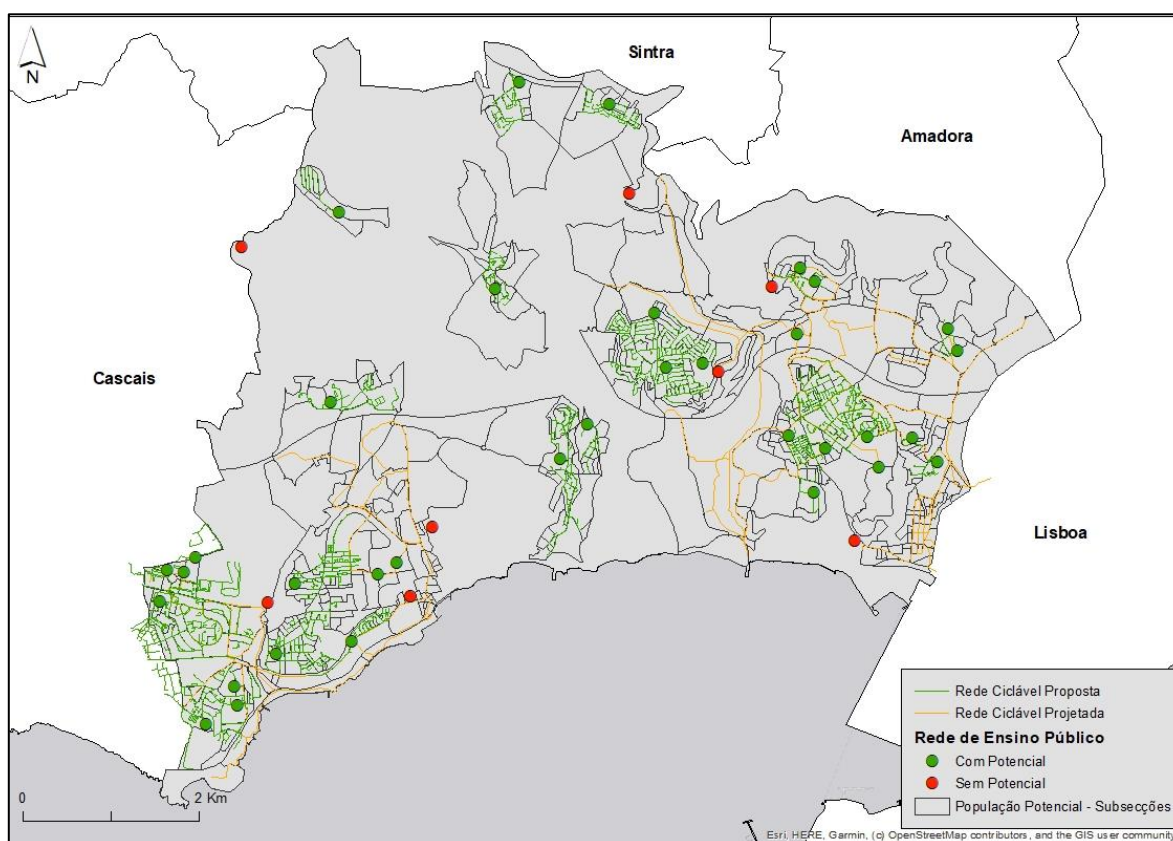 Sintra
N
Amadora
Cascais
Lisboa
Rede Ciclável Proposta
Rede Ciclável Projetada
Rede de Ensino Público
Com Potencial
Sem Potencial
População Potencial - Subsecções
0 2 Km
Esri, HERE, Garmin, (c) OpenStreetMap contributors, and the GIS user community